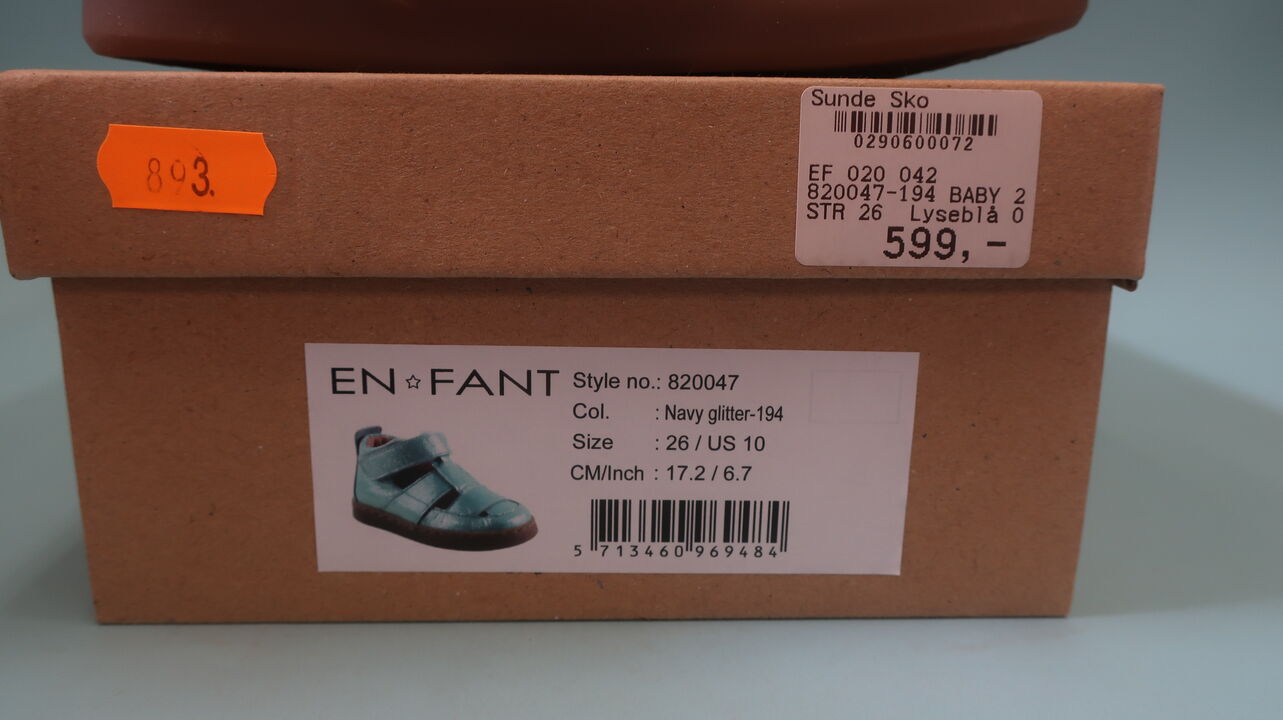 893.
Sunde Sko
0290600072
EF 020 042
820047-194 BABY 2
STR 26 Lyseblå 0
599,-
EN☆FANT
Style no.: 820047
Col. : Navy glitter-194
Size : 26 / US 10
CM/Inch : 17.2 / 6.7
5 713460 969484